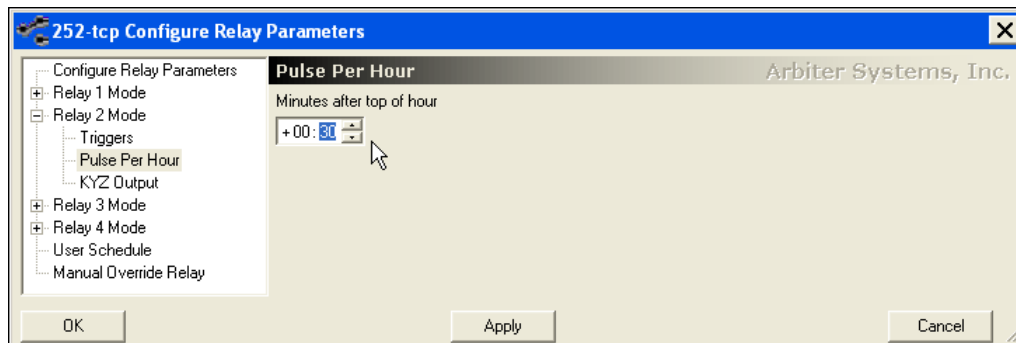 252-tcp Configure Relay Parameters
Configure Relay Parameters
Relay 1 Mode
Relay 2 Mode
Triggers
Pulse Per Hour
KYZ Output
Relay 3 Mode
Relay 4 Mode
User Schedule
Manual Override Relay
Pulse Per Hour
Arbiter Systems, Inc.
Minutes after top of hour
+00:30
OK
Apply
Cancel